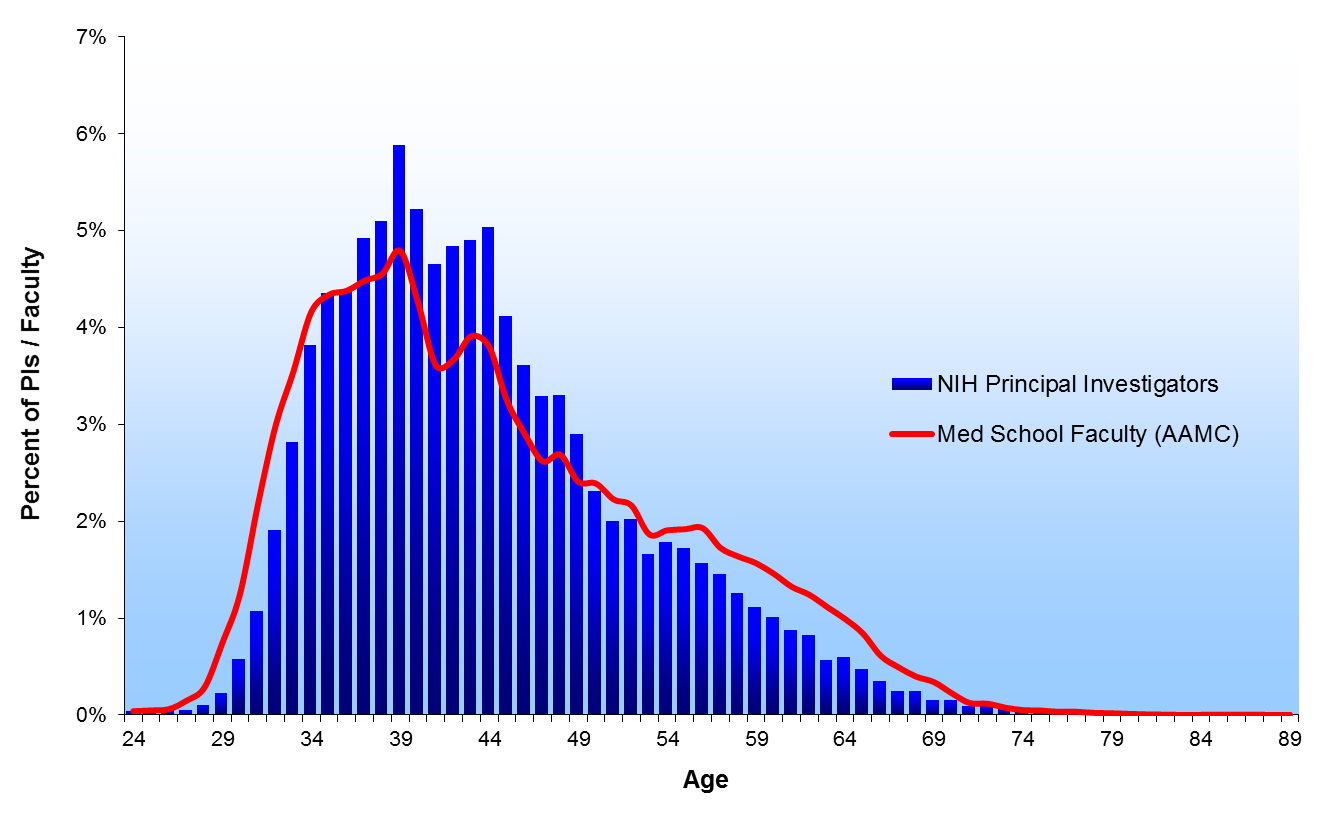 7%
6%
5%
4%
3%
2%
1%
0%
Percent of PIs / Faculty
NIH Principal Investigators
Med School Faculty (AAMC)
24 29 34 39 44 49 54 59 64 69 74 79 84 89
Age